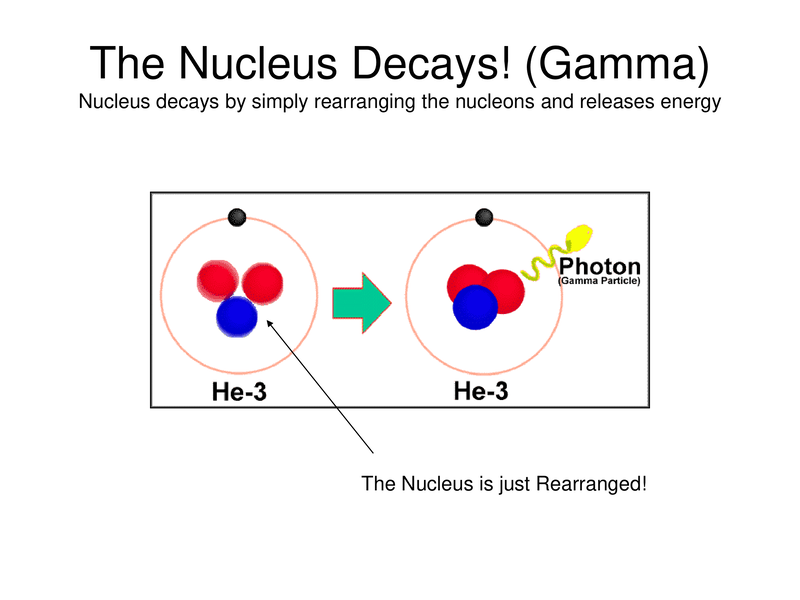 The Nucleus Decays! (Gamma)
Nucleus decays by simply rearranging the nucleons and releases energy
Photon
(Gamma Particle)
He-3
He-3
The Nucleus is just Rearranged!